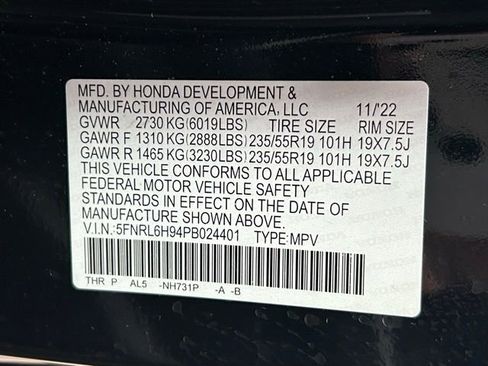 MFD. BY HONDA DEVELOPMENT &
MANUFACTURING OF AMERICA, LLC 11/'22
GVWR 2730 KG (6019LBS) TIRE SIZE RIM SIZE
GAWR F 1310 KG (2888LBS) 235/55R19 101H 19X7.5J
GAWR R 1465 KG (3230LBS) 235/55R19 101H 19X7.5J
THIS VEHICLE CONFORMS TO ALL APPLICABLE
FEDERAL MOTOR VEHICLE SAFETY
STANDARDS IN EFFECT ON THE DATE OF
MANUFACTURE SHOWN ABOVE.
V.I.N.: 5FNRL6H94PB024401 TYPE:MPV
THR P AL5 -NH731P -A -B